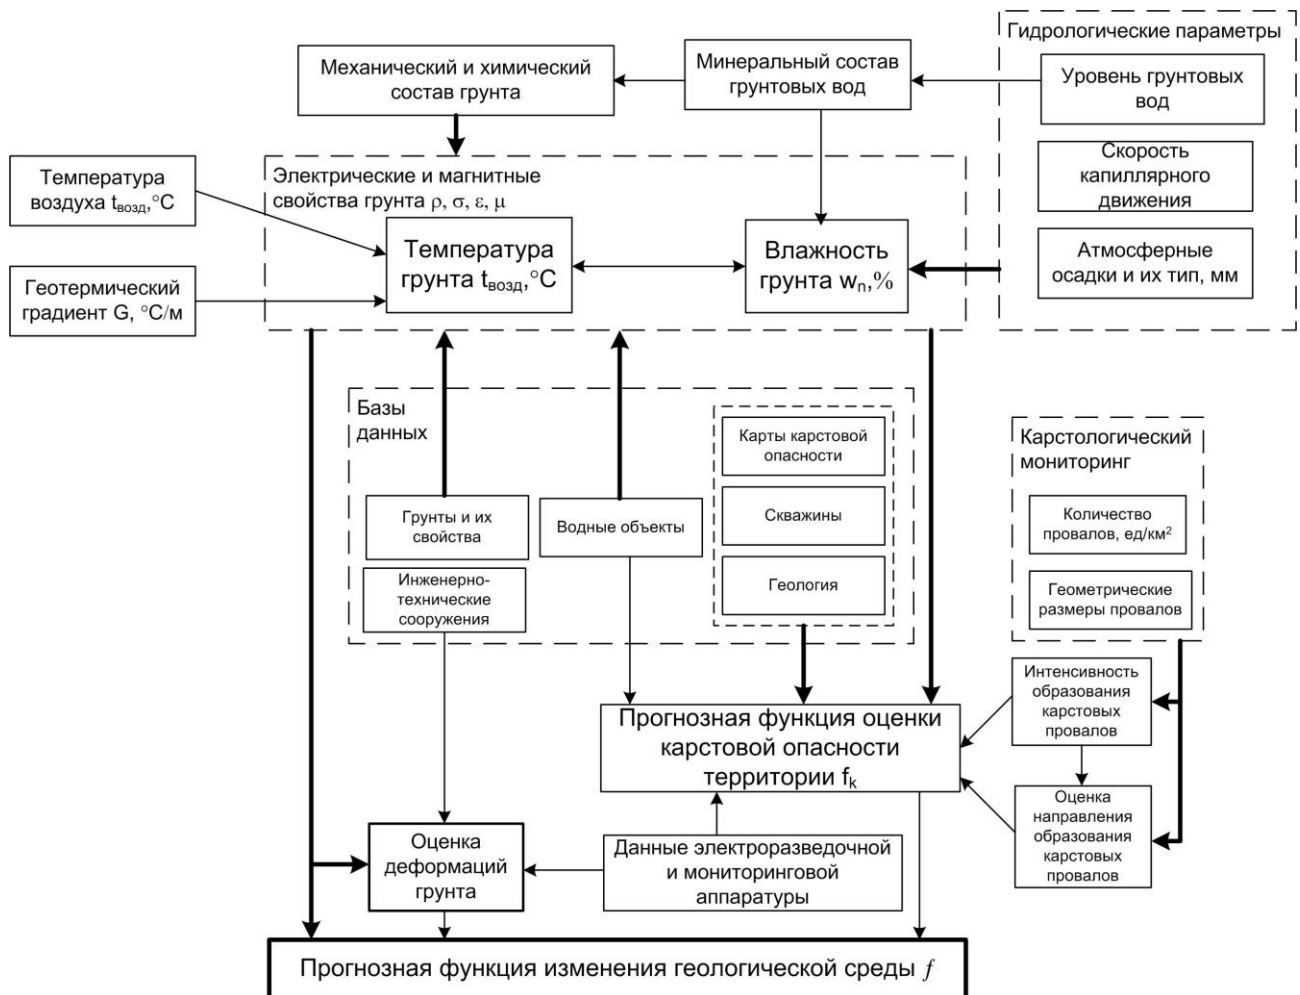 Гидрологические параметры
Механический и химический
состав грунта
Минеральный состав
грунтовых вод
Уровень грунтовых
вод
Скорость
капиллярного
движения
Атмосферные
осадки и их тип, мм
Температура
воздуха tвозд,°C
Геотермический
градиент G, °C/м
Электрические и магнитные
свойства грунта ρ, σ, ε, μ
Температура
грунта tвозд,°C
Влажность
грунта wn,%
Базы
данных
Грунты и их
свойства
Инженерно-
технические
сооружения
Водные объекты
Карты карстовой
опасности
Скважины
Геология
Карстологический
мониторинг
Количество
провалов, ед/км²
Геометрические
размеры провалов
Интенсивность
образования
карстовых
провалов
Оценка
направления
образования
карстовых
провалов
Прогнозная функция оценки
карстовой опасности
территории fk
Оценка
деформаций
грунта
Данные электроразведочной
и мониторинговой
аппаратуры
Прогнозная функция изменения геологической среды f